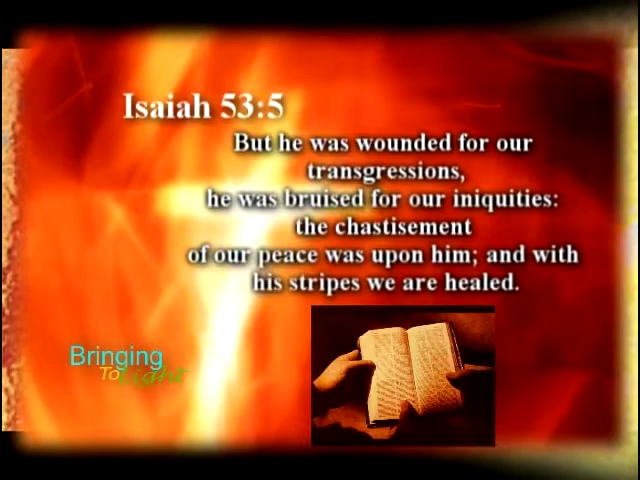 Isaiah 53:5
But he was wounded for our
transgressions,
he was bruised for our iniquities:
the chastisement
of our peace was upon him; and with
his stripes we are healed.
Bringing
To Light